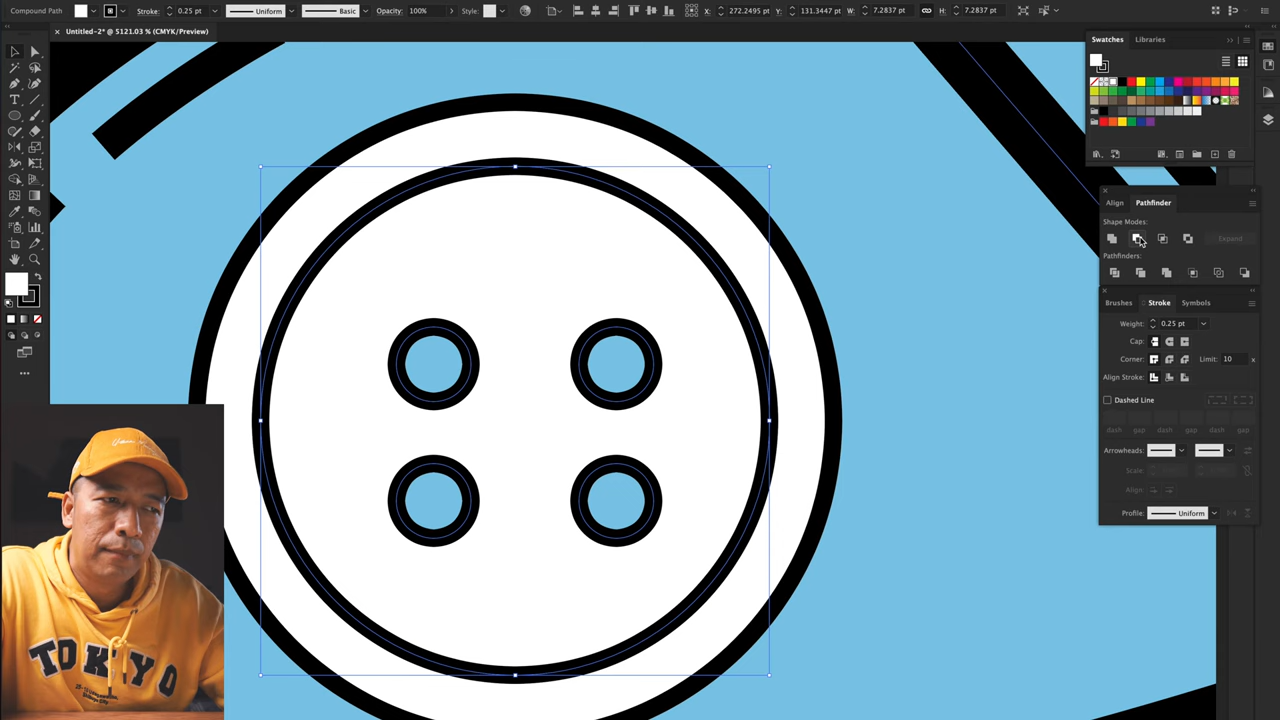 Compound Path Stroke: 0.25 pt Uniform Basic Opacity: 100% Style: X: 272.2495 pt Y: 131.3447 pt W: 7.2837 pt H: 7.2837 pt
× Untitled-2* @ 5121.03 % (CMYK/Preview)
Swatches Libraries
Align Pathfinder
Shape Modes:
Expand
Pathfinders:
Brushes Stroke Symbols
Weight: 0.25 pt
Cap:
Corner: Limit: 10 x
Align Stroke:
Dashed Line
dash gap dash gap dash gap
Arrowheads:
Scale:
Align:
Profile: Uniform
TOKYO